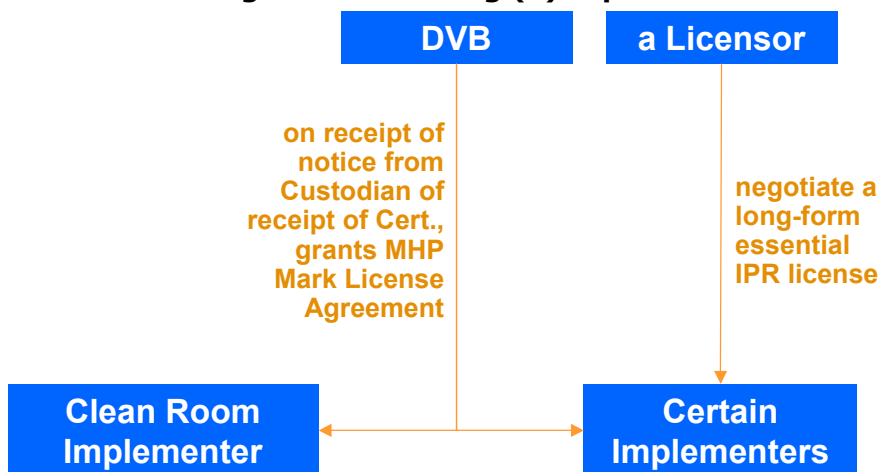 DVB
a Licensor
on receipt of
notice from
Custodian of
receipt of Cert.,
grants MHP
Mark License
Agreement
negotiate a
long-form
essential
IPR license
Clean Room
Implementer
Certain
Implementers